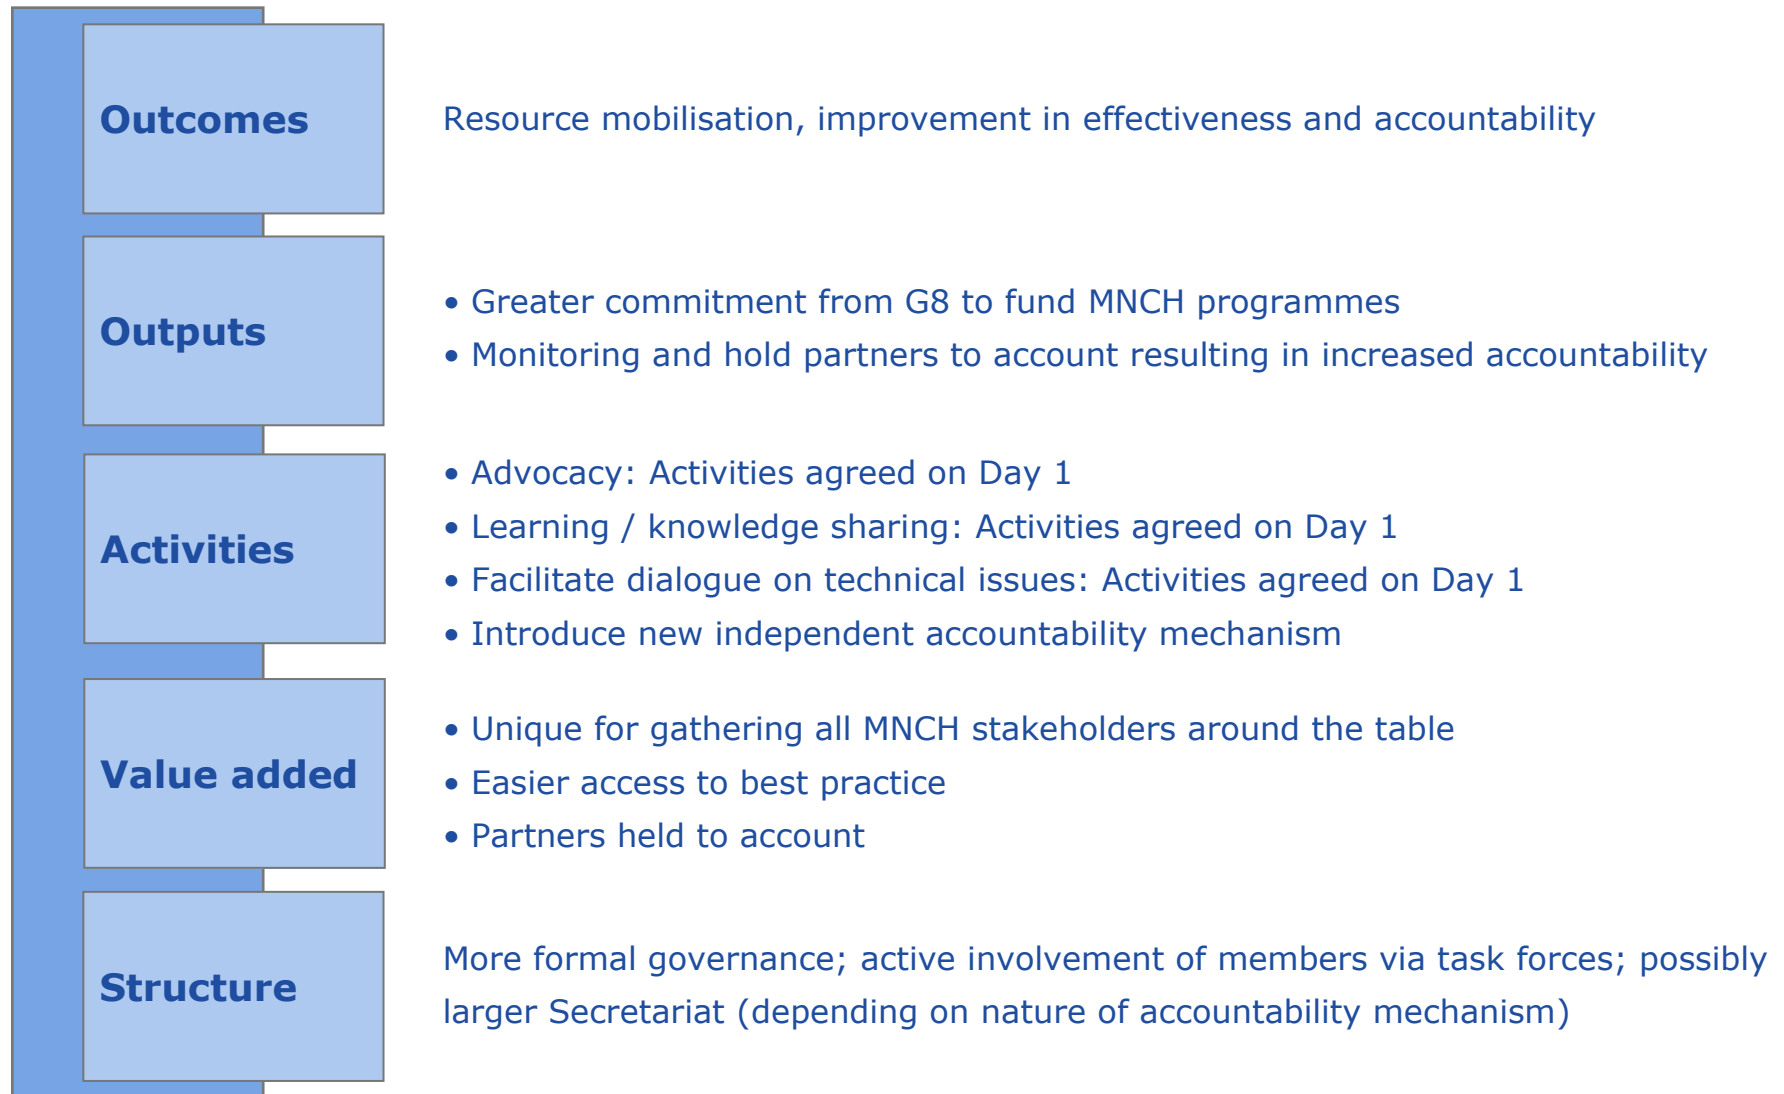 Outcomes
Resource mobilisation, improvement in effectiveness and accountability
Outputs
• Greater commitment from G8 to fund MNCH programmes
• Monitoring and hold partners to account resulting in increased accountability
Activities
• Advocacy: Activities agreed on Day 1
• Learning / knowledge sharing: Activities agreed on Day 1
• Facilitate dialogue on technical issues: Activities agreed on Day 1
• Introduce new independent accountability mechanism
Value added
• Unique for gathering all MNCH stakeholders around the table
• Easier access to best practice
• Partners held to account
Structure
More formal governance; active involvement of members via task forces; possibly
larger Secretariat (depending on nature of accountability mechanism)